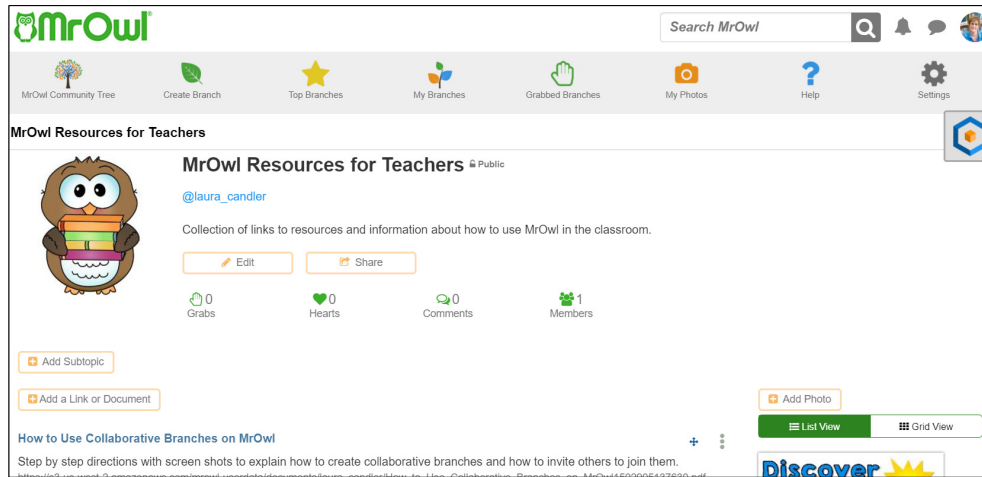 MrOwl®
Search MrOwl
MrOwl Community Tree
Create Branch
Top Branches
My Branches
Grabbed Branches
My Photos
Help
Settings
MrOwl Resources for Teachers
MrOwl Resources for Teachers Public
@laura_candler
Collection of links to resources and information about how to use MrOwl in the classroom.
Edit
Share
0
Grabs
0
Hearts
0
Comments
1
Members
Add Subtopic
Add a Link or Document
Add Photo
List View
Grid View
How to Use Collaborative Branches on MrOwl
Step by step directions with screen shots to explain how to create collaborative branches and how to invite others to join them.
Discover